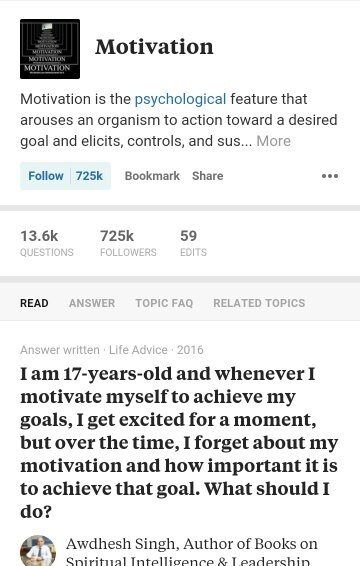 MOTIVATION
MOTIVATION
MOTIVATION
Motivation
Motivation is the psychological feature that
arouses an organism to action toward a desired
goal and elicits, controls, and sus... More
Follow 725k Bookmark Share
13.6k 725k 59
QUESTIONS FOLLOWERS EDITS
READ ANSWER TOPIC FAQ RELATED TOPICS
Answer written · Life Advice · 2016
I am 17-years-old and whenever I
motivate myself to achieve my
goals, I get excited for a moment,
but over the time, I forget about my
motivation and how important it is
to achieve that goal. What should I
do?
Awdhesh Singh, Author of Books on
Spiritual Intelligence & Leadership